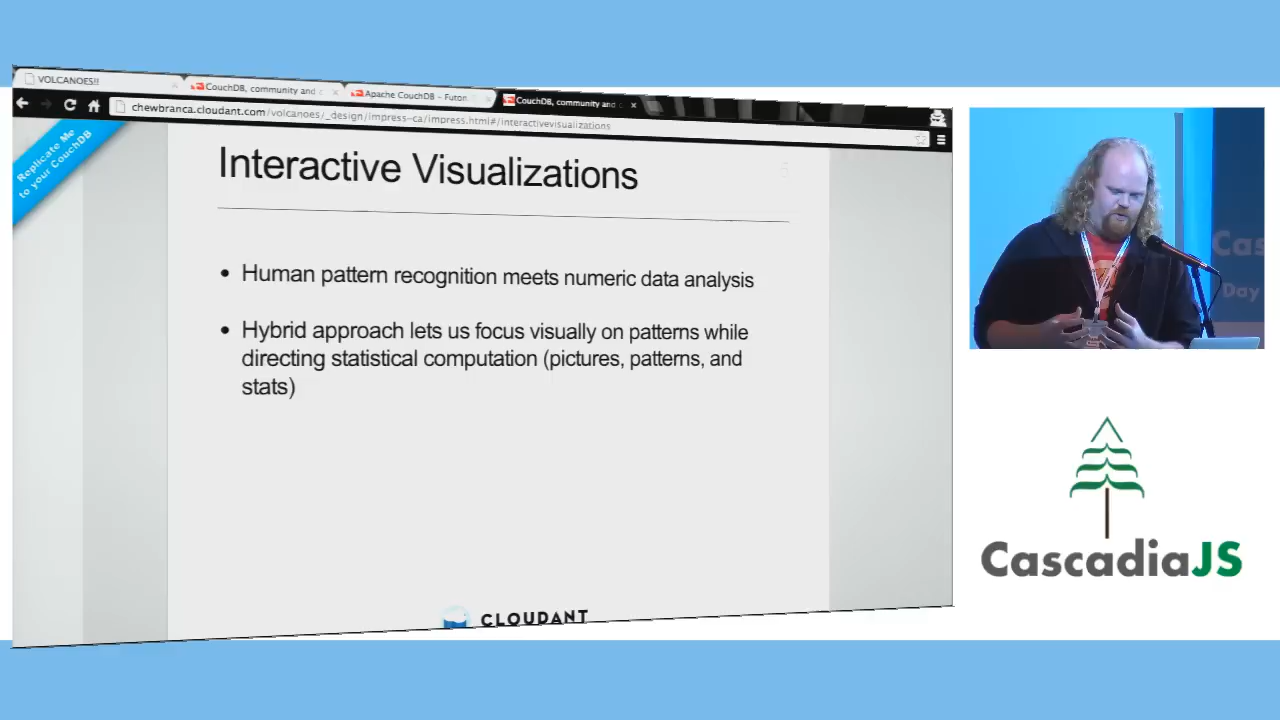 VOLCANOES!!
CouchDB, community and c
Apache CouchDB - Futon
CouchDB, community and c
chewbranca.cloudant.com/volcanoes/_design/impress-ca/impress.html#/interactivevisualizations
Replicate Me
to your CouchDB
Interactive Visualizations
• Human pattern recognition meets numeric data analysis
• Hybrid approach lets us focus visually on patterns while
directing statistical computation (pictures, patterns, and
stats)
CLOUDANT
Cas
Day
CascadiaJS